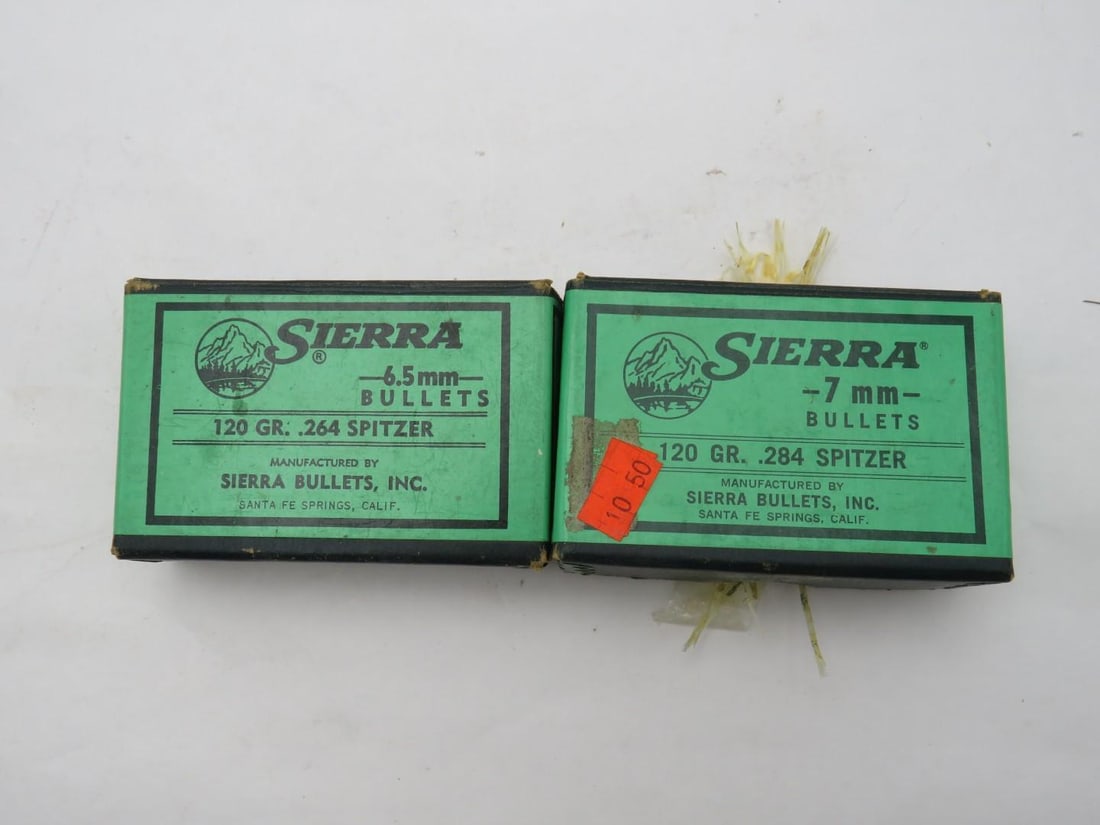 SIERRA®
—6.5mm—
BULLETS
120 GR. .264 SPITZER
MANUFACTURED BY
SIERRA BULLETS, INC.
SANTA FE SPRINGS, CALIF.
SIERRA®
—7 mm—
BULLETS
120 GR. .284 SPITZER
MANUFACTURED BY
SIERRA BULLETS, INC.
SANTA FE SPRINGS, CALIF.
10 50